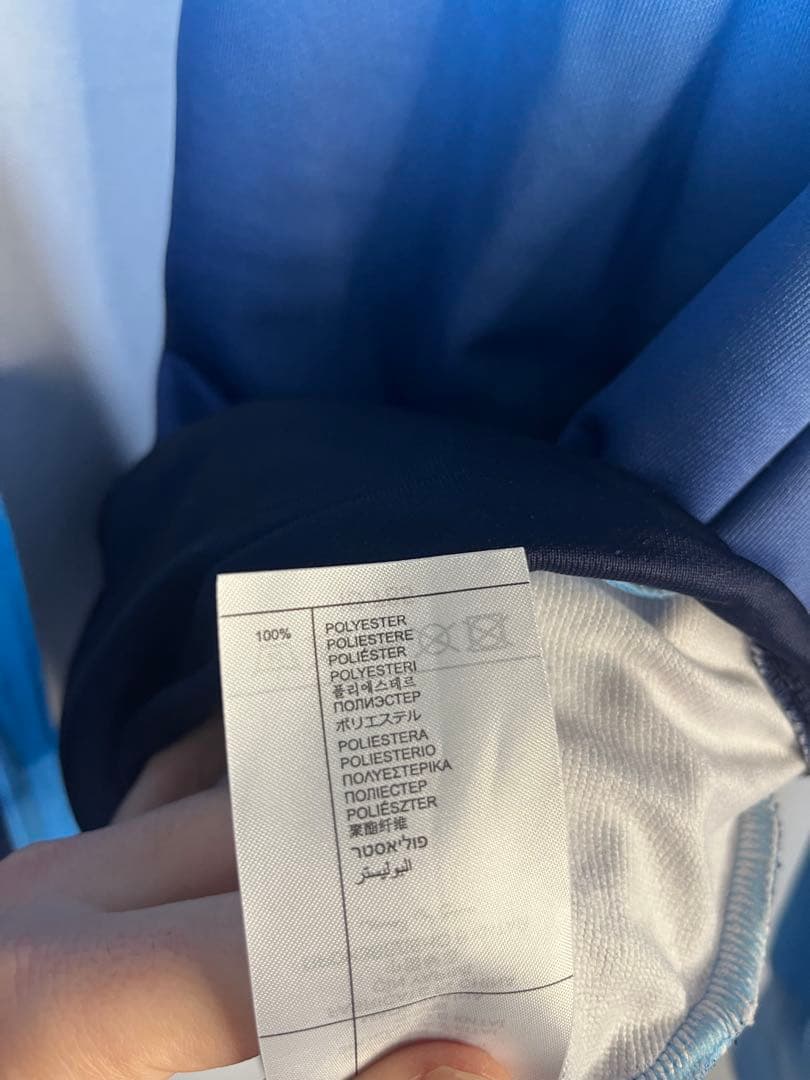 100%
POLYESTER
POLIESTERE
POLIÉSTER
POLYESTERI
폴리에스테르
ПОЛИЭСТЕР
ポリエステル
POLIESTERA
POLIESTERIO
ΠΟΛΥΕΣΤΕΡΙΚΑ
ПОЛІЕСТЕР
POLIÉSZTER
聚酯纤维
פוליאסטר
البوليستر